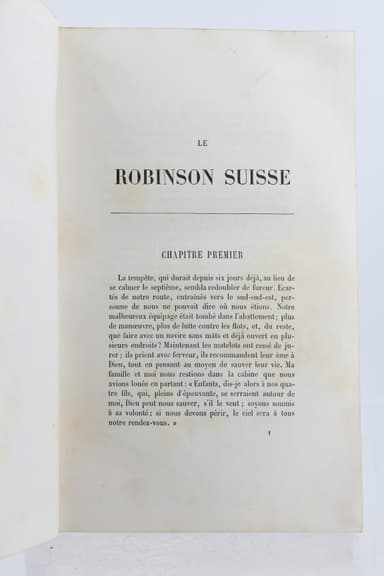 LE
ROBINSON SUISSE
CHAPITRE PREMIER
La tempête, qui durait depuis six jours déjà, au lieu de
se calmer le septième, sembla redoubler de fureur. Écar-
tés de notre route, entraînés vers le sud-sud-est, per-
sonne de nous ne pouvait dire où nous étions. Notre
malheureux équipage était tombé dans l'abattement; plus
de manœuvre, plus de lutte contre les flots, et, du reste,
que faire avec un navire sans mâts et déjà ouvert en plu-
sieurs endroits? Maintenant les matelots ont cessé de ju-
rer; ils prient avec ferveur, ils recommandent leur âme à
Dieu, tout en pensant au moyen de sauver leur vie. Ma
famille et moi nous restions dans la cabine que nous
avions louée en partant: « Enfants, dis-je alors à nos qua-
tre fils, qui, pleins d'épouvante, se serraient autour de
moi, Dieu peut nous sauver, s'il le veut; soyons soumis
à sa volonté; si nous devons périr, le ciel sera à tous
notre rendez-vous. »
1